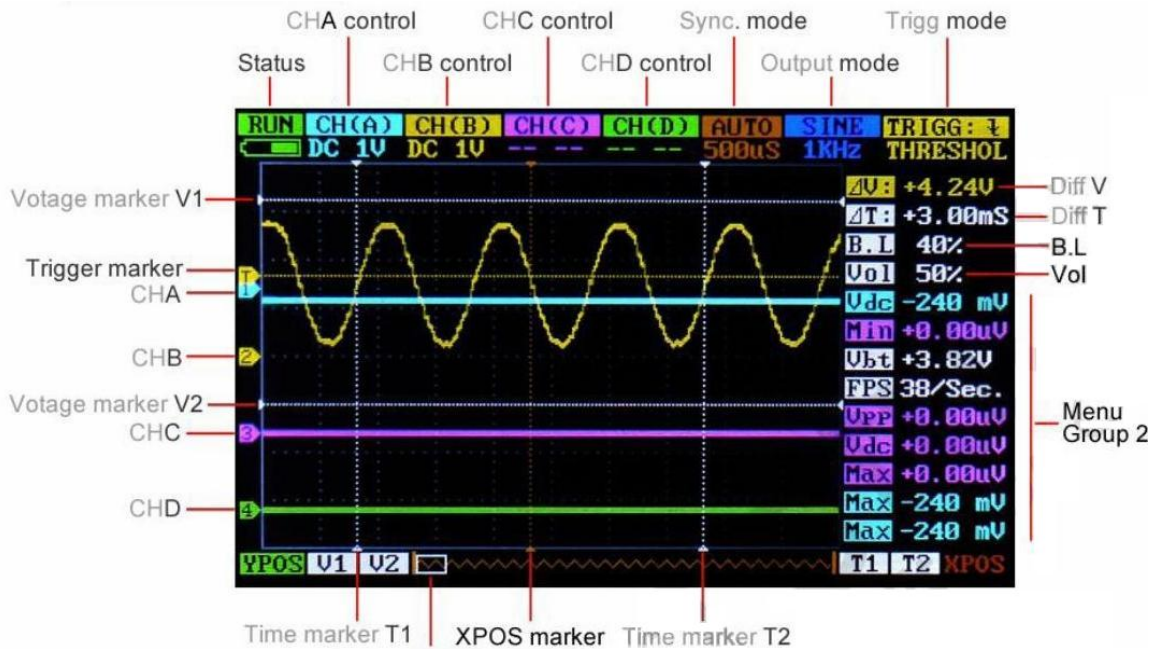 CHA control CHC control Sync. mode Trigg mode
Status CHB control CHD control Output mode
RUN CH(A) CH(B) CH(C) CH(D) AUTO SINE TRIGG:
DC 1V DC 1V -- -- -- -- 500uS 1KHz THRESHOL
Votage marker V1
ΔV: +4.24V Diff V
ΔT: +3.00mS Diff T
B.L 40% B.L
Trigger marker T
Vol 50% Vol
CHA 1
Vdc -240 mV
Min +0.00uV
CHB 2
Vbt +3.82V
FPS 38/Sec.
Votage marker V2
Vpp +0.00uV
Menu
Group 2
CHC 3
Vdc +0.00uV
Max +0.00uV
CHD 4
Max -240 mV
Max -240 mV
YPOS V1 V2 T1 T2 XPOS
Time marker T1 XPOS marker Time marker T2